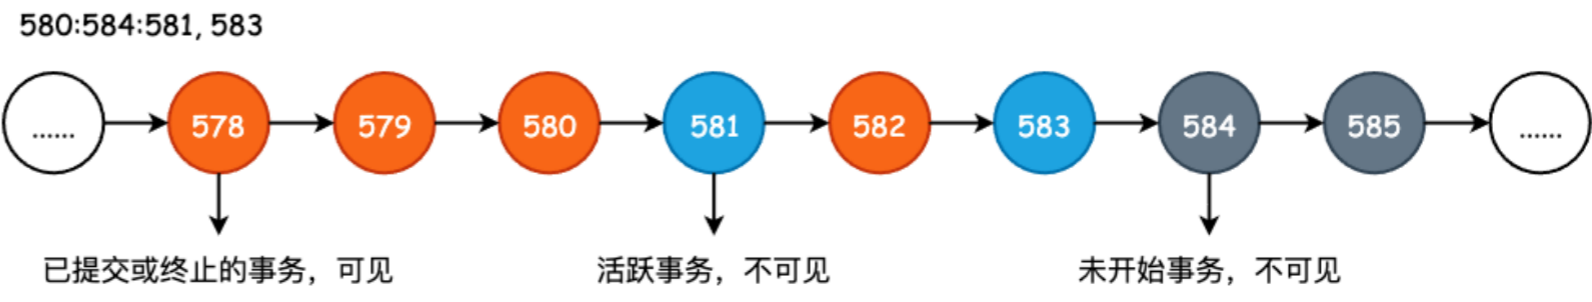 580:584:581, 583
...... 578 579 580 581 582 583 584 585 ......
已提交或终止的事务，可见 活跃事务，不可见 未开始事务，不可见